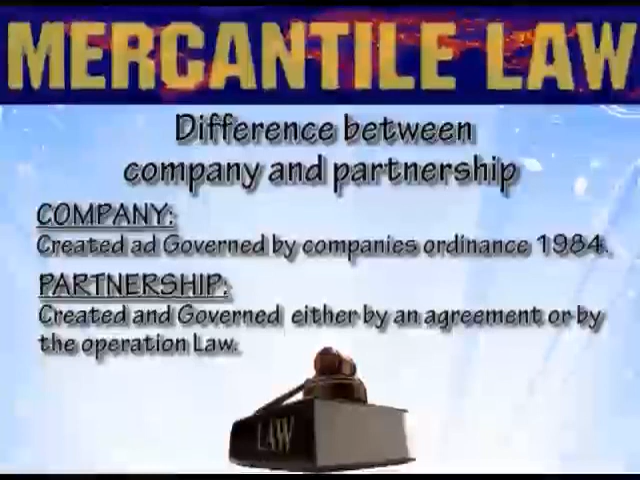 MERCANTILE LAW
Difference between
company and partnership
COMPANY:
Created ad Governed by companies ordinance 1984.
PARTNERSHIP:
Created and Governed either by an agreement or by
the operation Law.
LAW